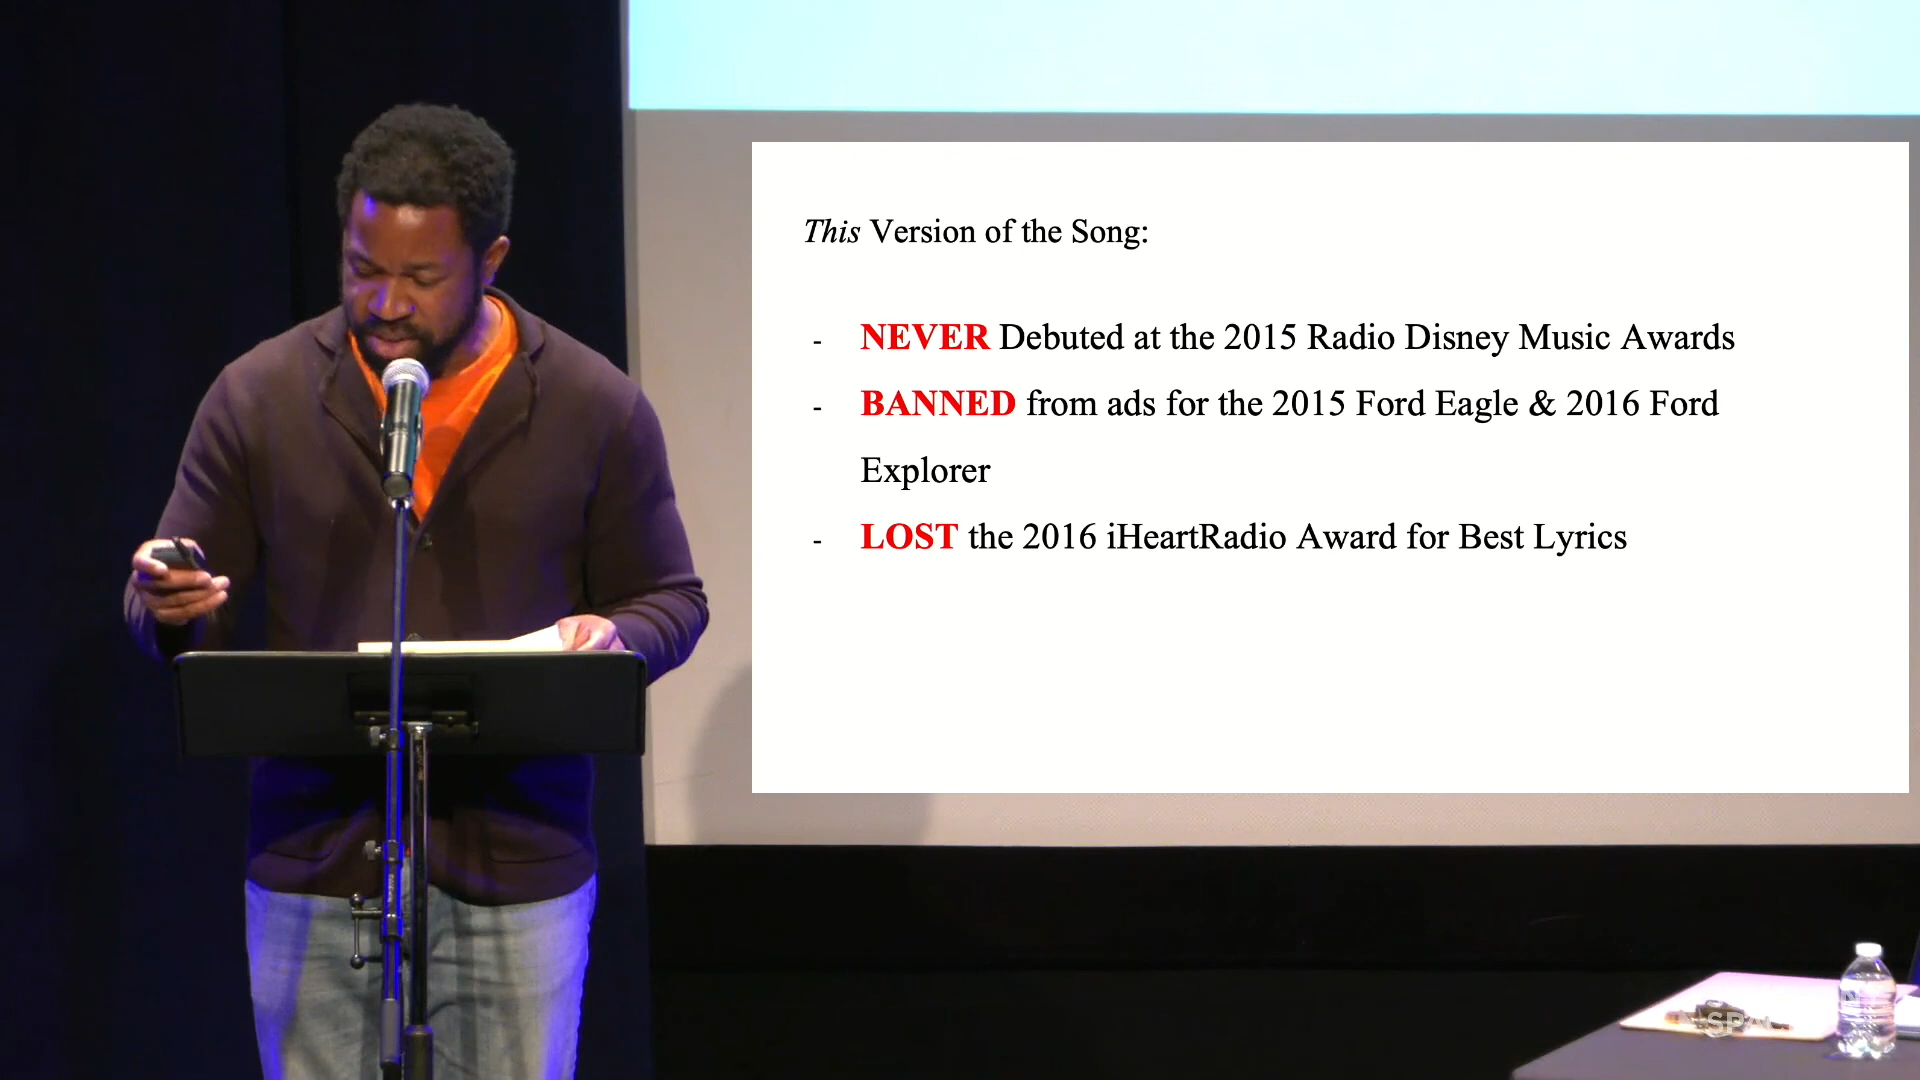 This Version of the Song:
- NEVER Debuted at the 2015 Radio Disney Music Awards
- BANNED from ads for the 2015 Ford Eagle & 2016 Ford
Explorer
- LOST the 2016 iHeartRadio Award for Best Lyrics